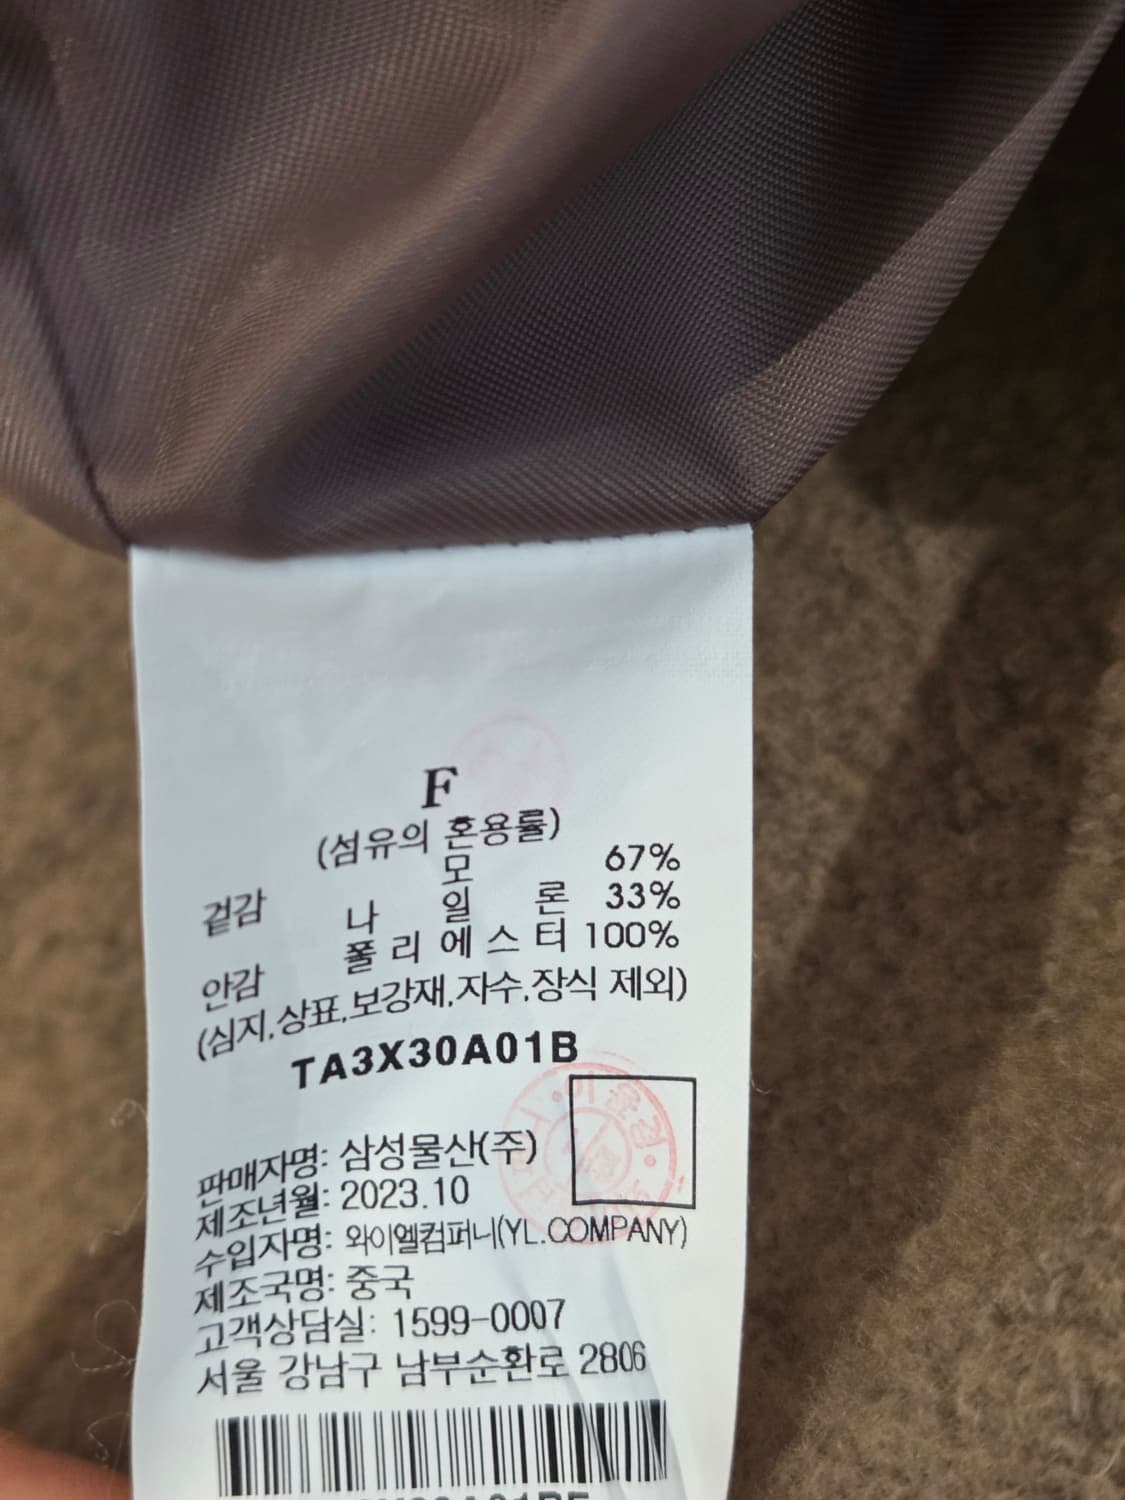 F
(섬유의 혼용률)
겉감 모 67%
나 일 론 33%
안감 폴 리 에 스 터 100%
(심지,상표,보강재,자수,장식 제외)
TA3X30A01B
판매자명: 삼성물산(주)
제조년월: 2023.10
수입자명: 와이엘컴퍼니(YL.COMPANY)
제조국명: 중국
고객상담실: 1599-0007
서울 강남구 남부순환로 2806